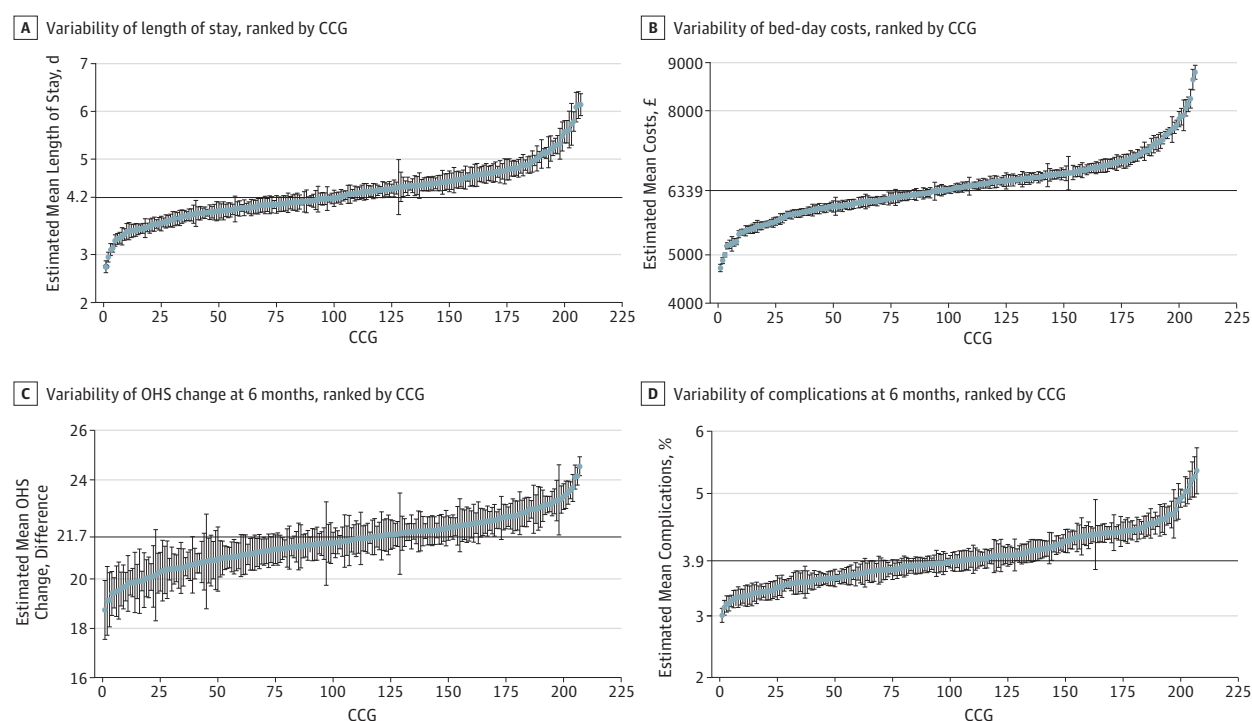 A Variability of length of stay, ranked by CCG
Estimated Mean Length of Stay, d
7
6
5
4.2
3
2
0 25 50 75 100 125 150 175 200 225
CCG
B Variability of bed-day costs, ranked by CCG
Estimated Mean Costs, £
9000
8000
6339
5000
4000
0 25 50 75 100 125 150 175 200 225
CCG
C Variability of OHS change at 6 months, ranked by CCG
Estimated Mean OHS
Change, Difference
26
24
21.7
20
18
16
0 25 50 75 100 125 150 175 200 225
CCG
D Variability of complications at 6 months, ranked by CCG
Estimated Mean Complications, %
6
5
3.9
3
2
0 25 50 75 100 125 150 175 200 225
CCG